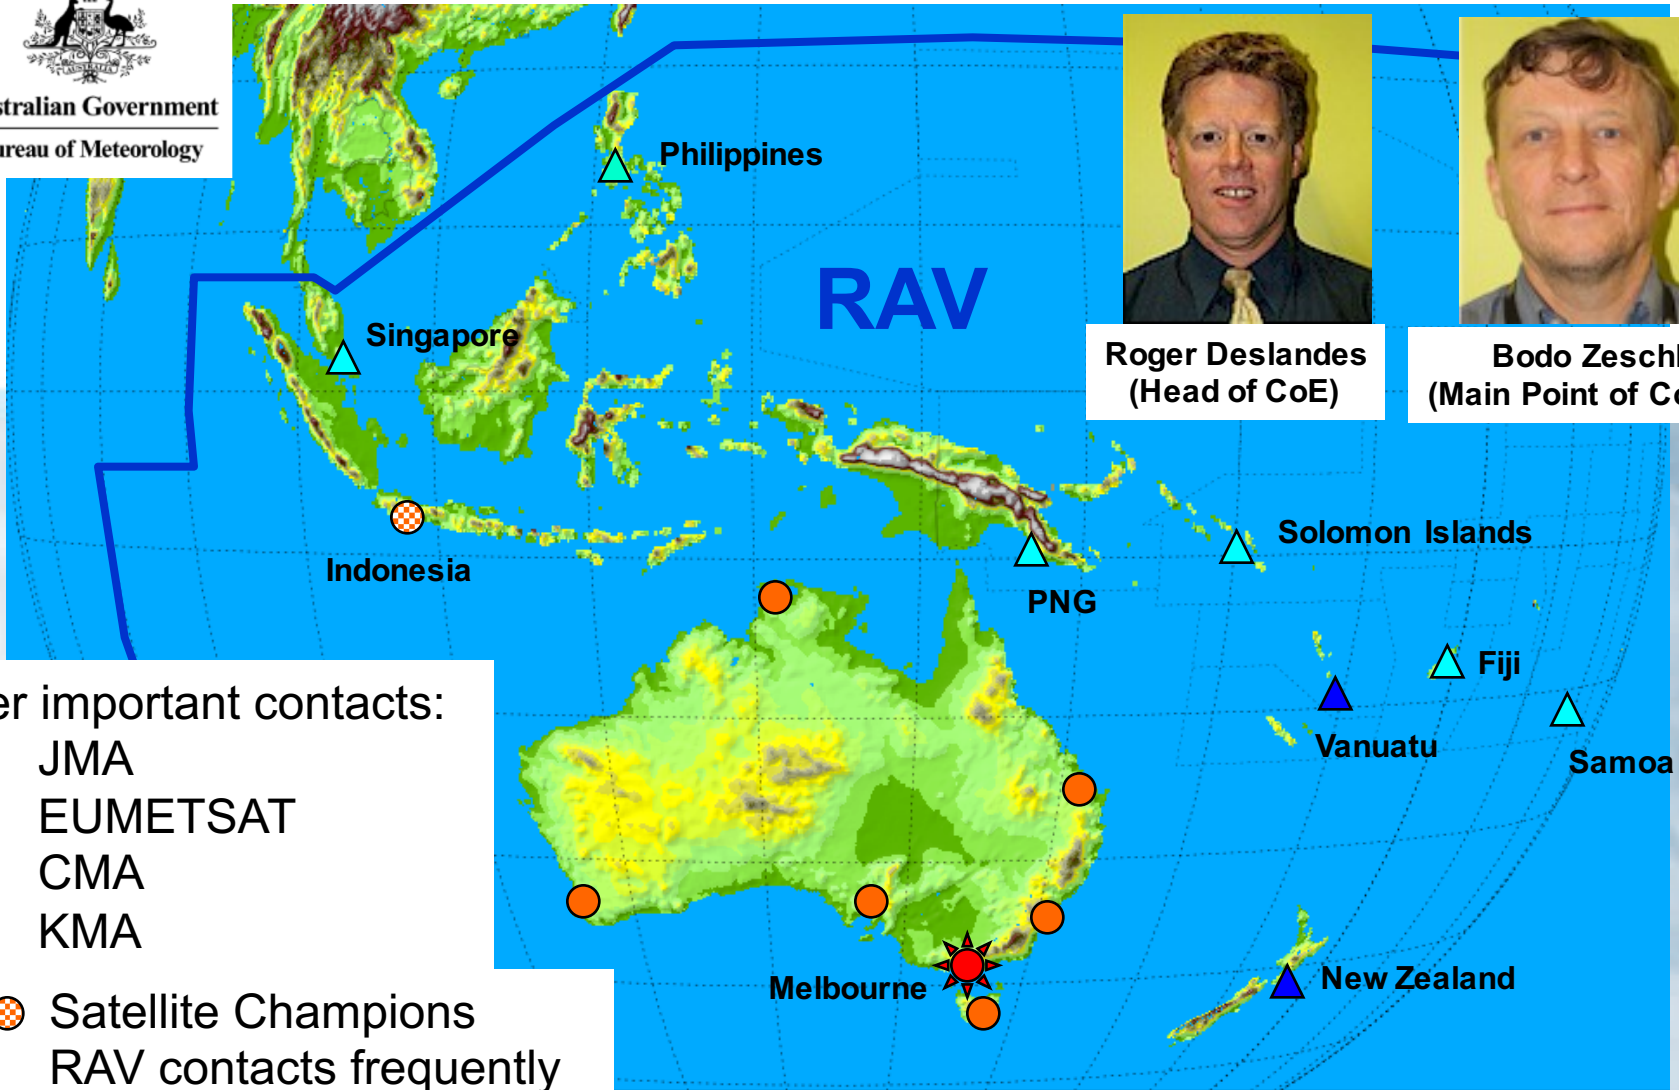 AUSTRALIA
stralian Government
ureau of Meteorology
Philippines
RAV
Singapore
Roger Deslandes
(Head of CoE)
Bodo Zeschk
(Main Point of Co
Solomon Islands
Indonesia
PNG
Fiji
er important contacts:
JMA
EUMETSAT
CMA
KMA
Vanuatu
Samoa
Melbourne
New Zealand
Satellite Champions
RAV contacts frequently